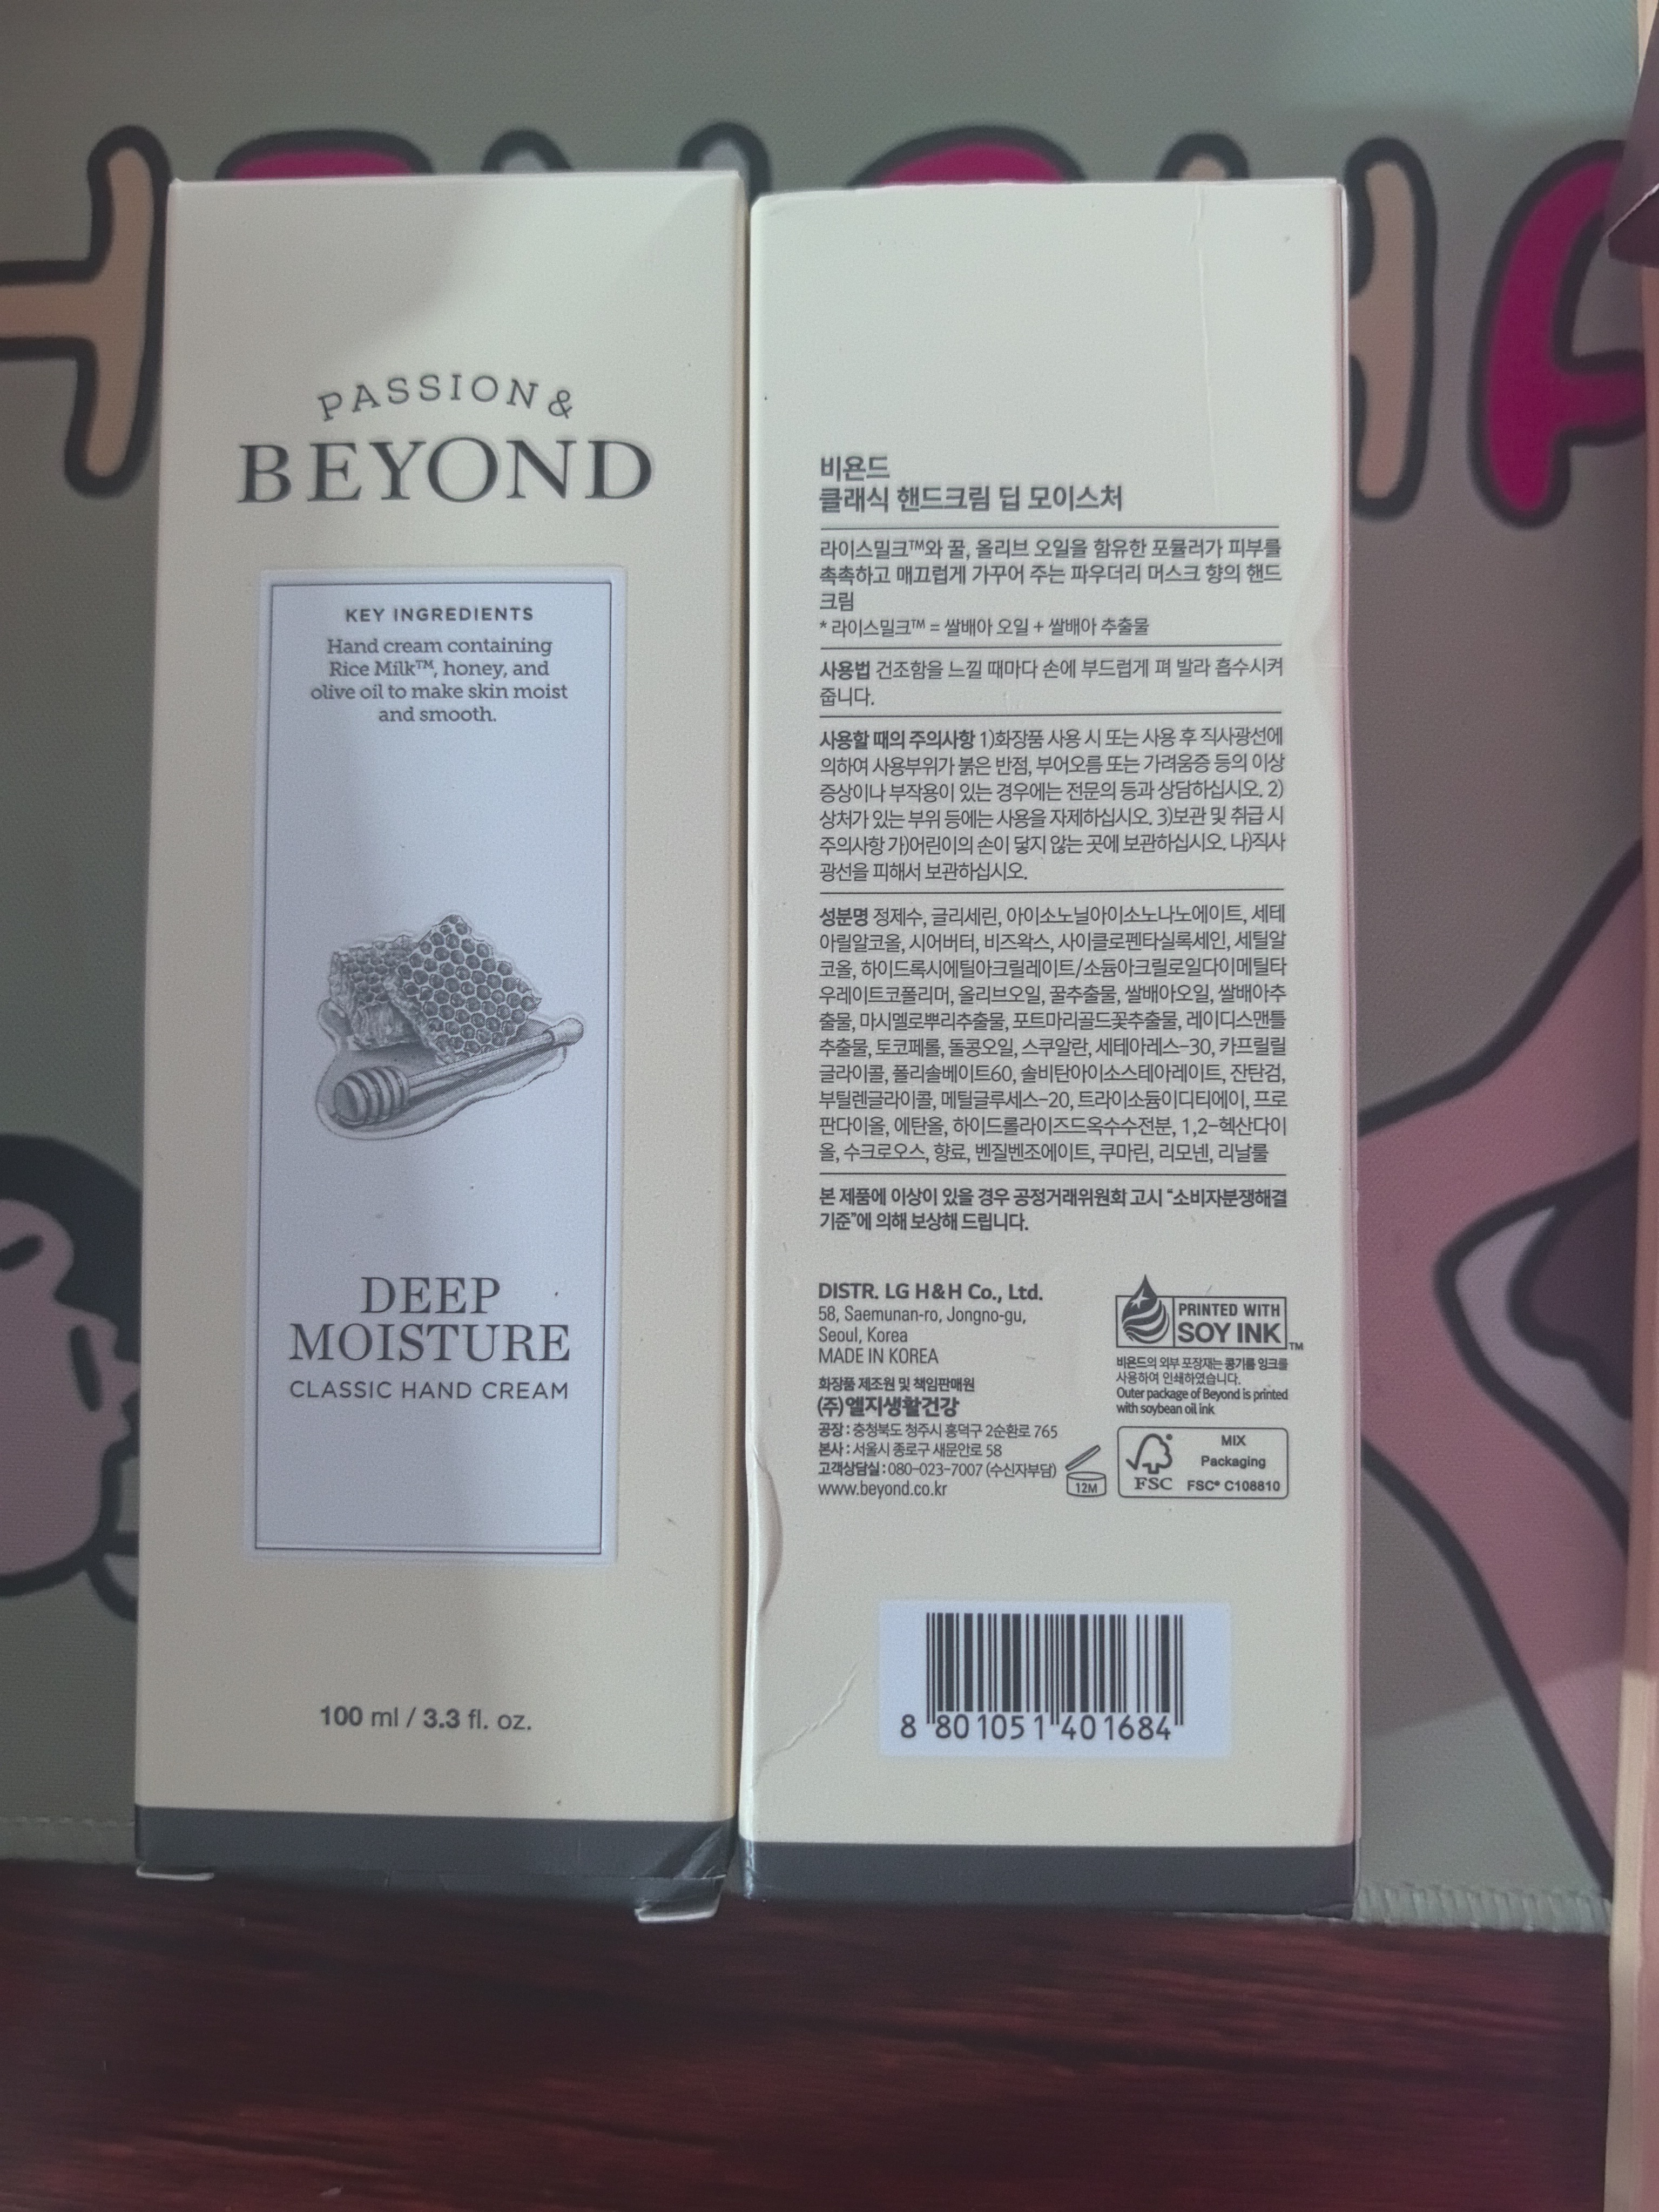 PASSION &
BEYOND
KEY INGREDIENTS
Hand cream containing
Rice Milk™, honey, and
olive oil to make skin moist
and smooth.
DEEP
MOISTURE
CLASSIC HAND CREAM
100 ml / 3.3 fl. oz.
비욘드
클래식 핸드크림 딥 모이스처
라이스밀크™와 꿀, 올리브 오일을 함유한 포뮬러가 피부를
촉촉하고 매끄럽게 가꾸어 주는 파우더리 머스크 향의 핸드
크림
* 라이스밀크™ = 쌀배아 오일 + 쌀배아 추출물
사용법 건조함을 느낄 때마다 손에 부드럽게 펴 발라 흡수시켜
줍니다.
사용할 때의 주의사항 1)화장품 사용 시 또는 사용 후 직사광선에
의하여 사용부위가 붉은 반점, 부어오름 또는 가려움증 등의 이상
증상이나 부작용이 있는 경우에는 전문의 등과 상담하십시오. 2)
상처가 있는 부위 등에는 사용을 자제하십시오. 3)보관 및 취급 시
주의사항 가)어린이의 손이 닿지 않는 곳에 보관하십시오. 나)직사
광선을 피해서 보관하십시오.
성분명 정제수, 글리세린, 아이소노닐아이소노나노에이트, 세테
아릴알코올, 시어버터, 비즈왁스, 사이클로펜타실록세인, 세틸알
코올, 하이드록시에틸아크릴레이트/소듐아크릴로일다이메틸타
우레이트코폴리머, 올리브오일, 꿀추출물, 쌀배아오일, 쌀배아추
출물, 마시멜로뿌리추출물, 포트마리골드꽃추출물, 레이디스맨틀
추출물, 토코페롤, 돌콩오일, 스쿠알란, 세테아레스-30, 카프릴릴
글라이콜, 폴리솔베이트60, 솔비탄아이소스테아레이트, 잔탄검,
부틸렌글라이콜, 메틸글루세스-20, 트라이소듐이디티에이, 프로
판다이올, 에탄올, 하이드롤라이즈드옥수수전분, 1,2-헥산다이
올, 수크로오스, 향료, 벤질벤조에이트, 쿠마린, 리모넨, 리날룰
본 제품에 이상이 있을 경우 공정거래위원회 고시 “소비자분쟁해결
기준”에 의해 보상해 드립니다.
DISTR. LG H&H Co., Ltd.
58, Saemunan-ro, Jongno-gu,
Seoul, Korea
MADE IN KOREA
화장품 제조원 및 책임판매원
(주)엘지생활건강
공장 : 충청북도 청주시 흥덕구 2순환로 765
본사 : 서울시 종로구 새문안로 58
고객상담실 : 080-023-7007 (수신자부담)
www.beyond.co.kr
12M
PRINTED WITH
SOY INK™
비욘드의 외부 포장재는 콩기름 잉크를
사용하여 인쇄하였습니다.
Outer package of Beyond is printed
with soybean oil ink
FSC
MIX
Packaging
FSC® C108810
8 801051 401684